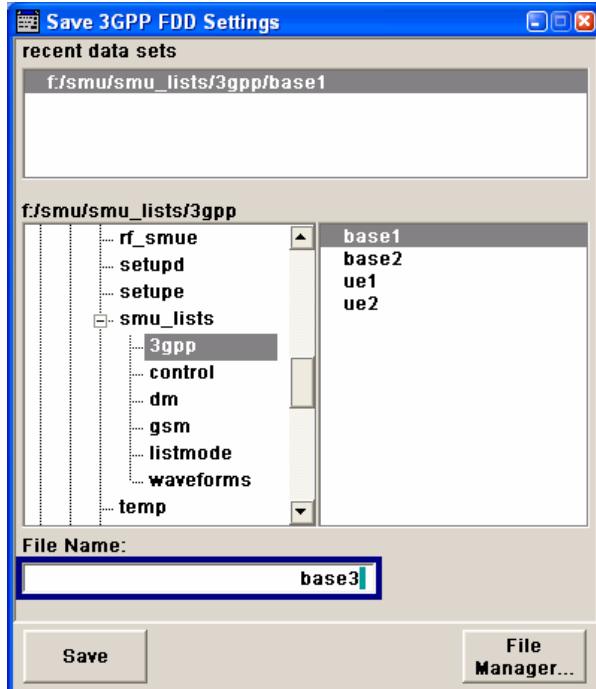 Save 3GPP FDD Settings
recent data sets
f:/smu/smu_lists/3gpp/base1
f:/smu/smu_lists/3gpp
rf_smue
setupd
setupe
smu_lists
3gpp
control
dm
gsm
listmode
waveforms
temp
base1
base2
ue1
ue2
File Name:
base3
Save
File
Manager...